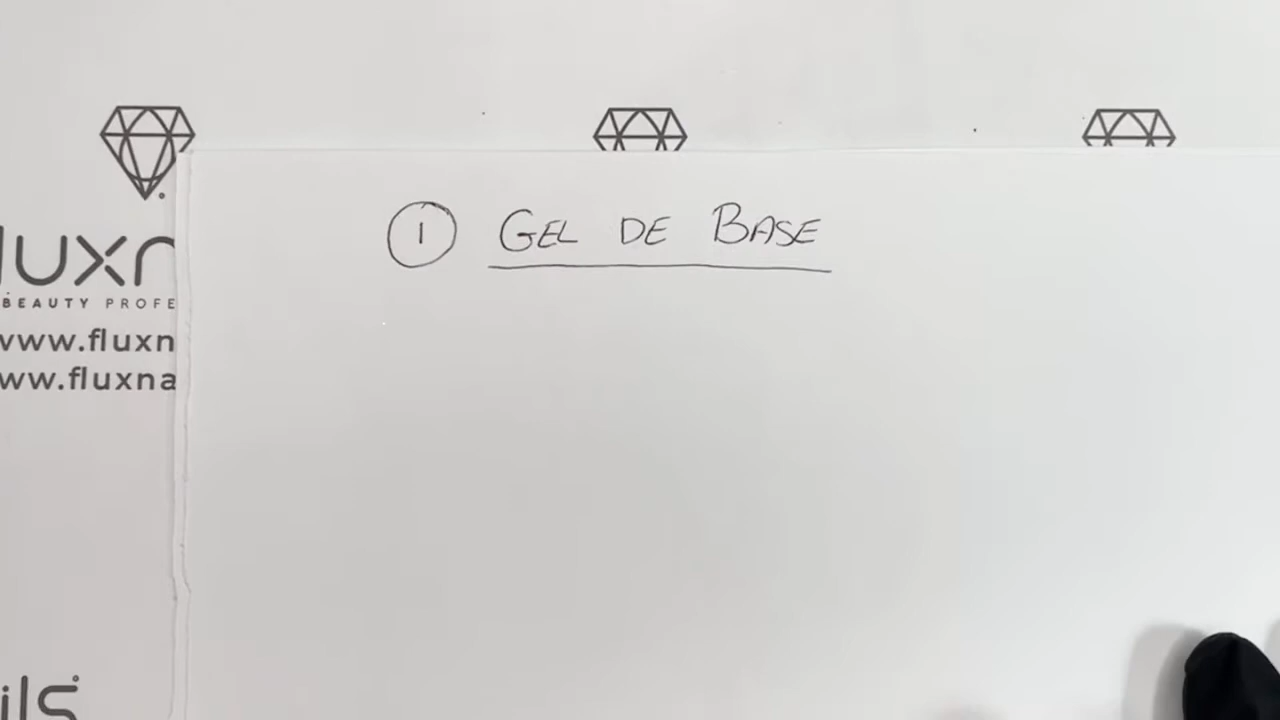 ① GEL DE BASE
luxn
BEAUTY PROFE
www.fluxn
ww.fluxna
ils